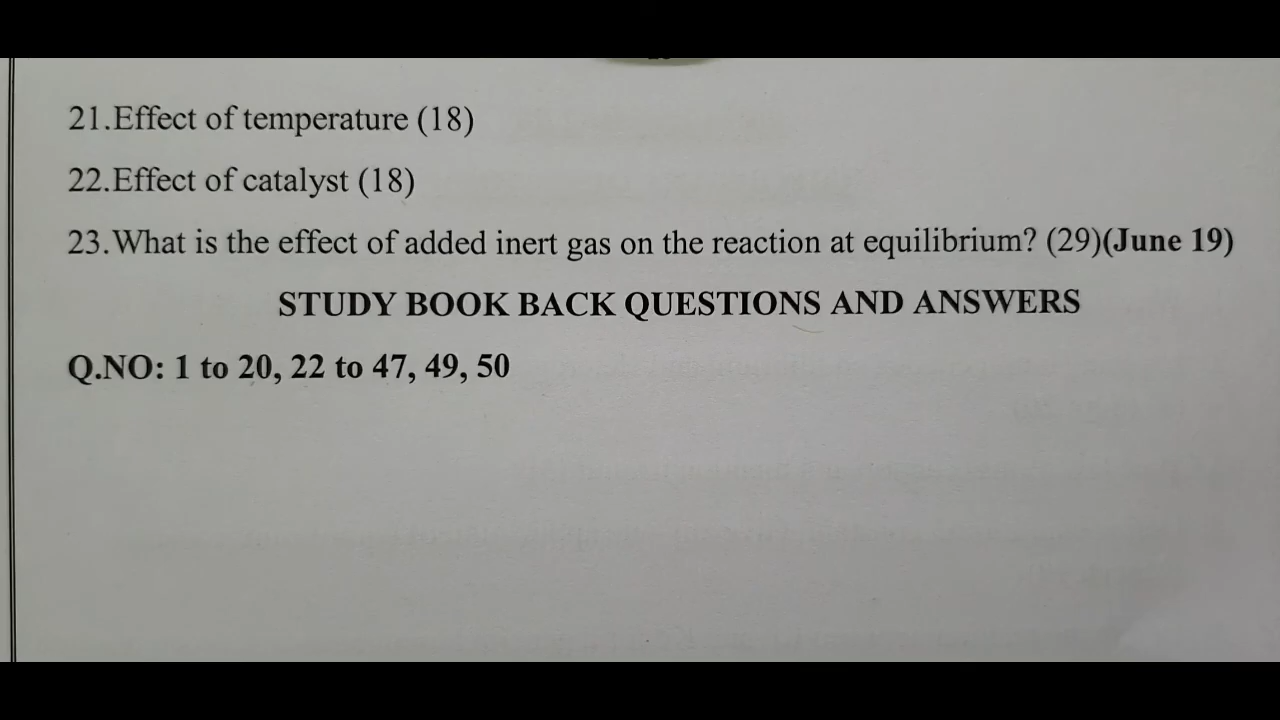 21.Effect of temperature (18)
22.Effect of catalyst (18)
23.What is the effect of added inert gas on the reaction at equilibrium? (29)(June 19)
STUDY BOOK BACK QUESTIONS AND ANSWERS
Q.NO: 1 to 20, 22 to 47, 49, 50